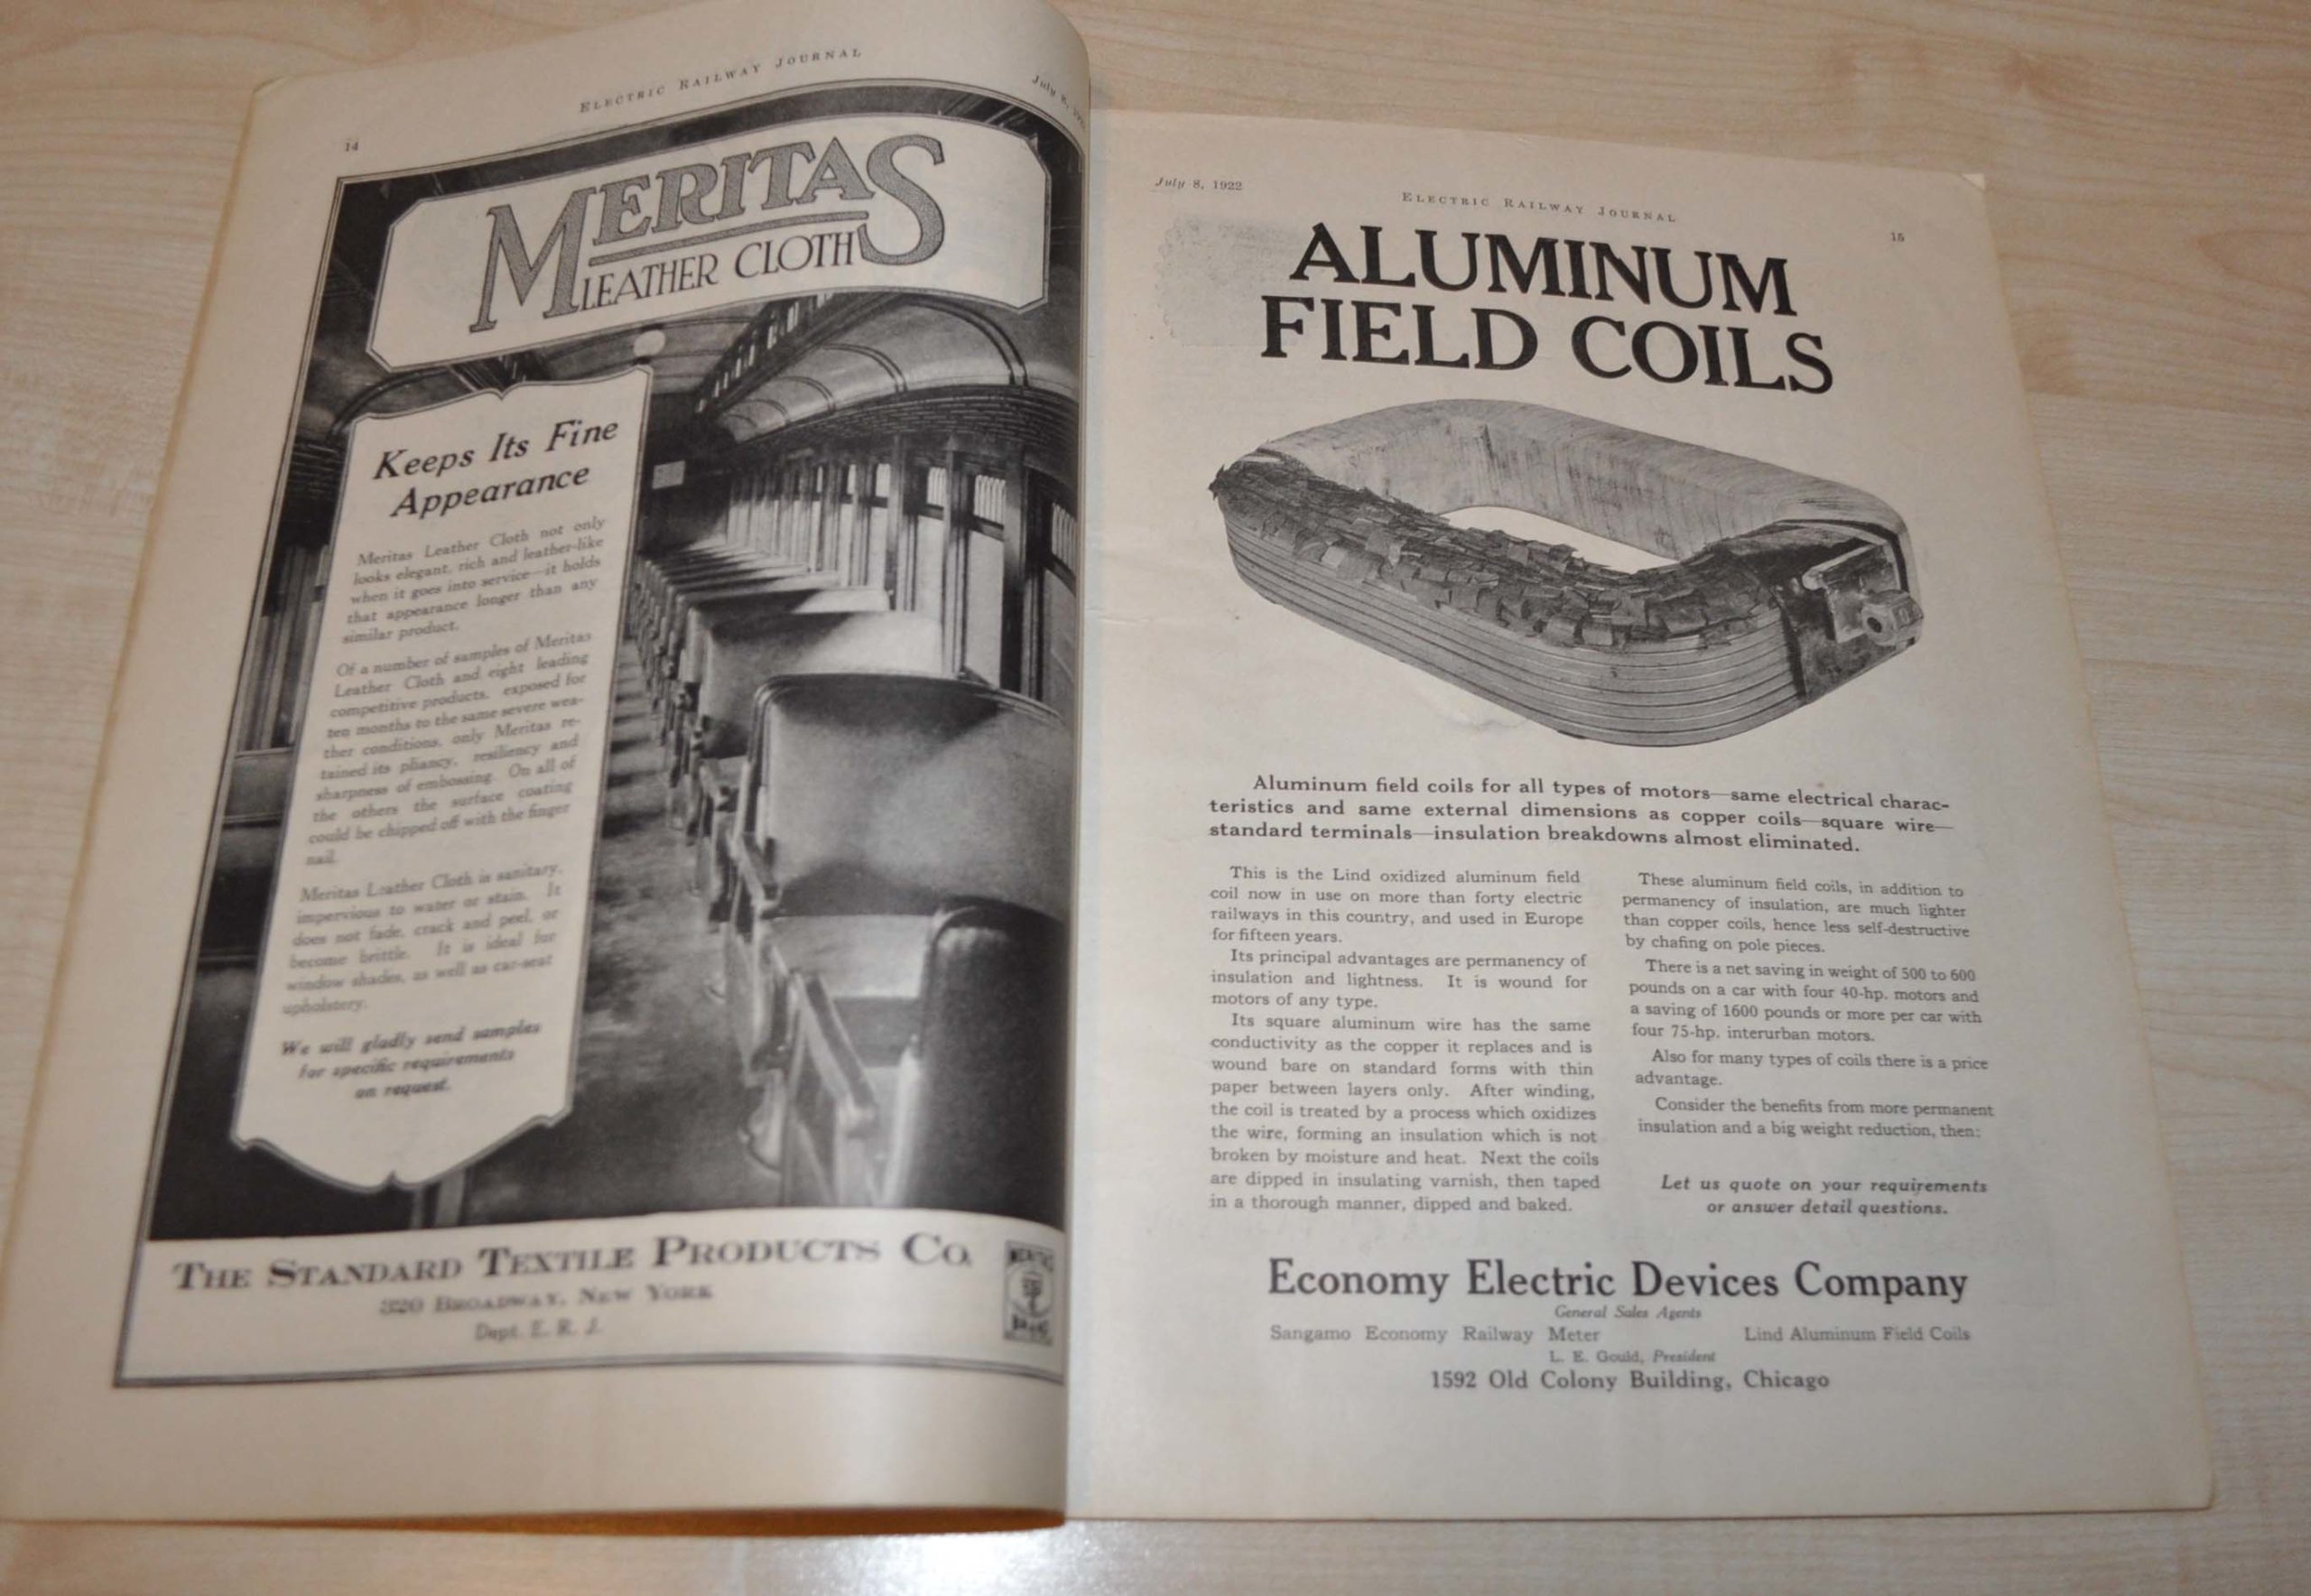 14
ELECTRIC RAILWAY JOURNAL
July 8,
MERITAS
LEATHER CLOTH
Keeps Its Fine
Appearance
Meritas Leather Cloth not only
looks elegant, rich and leather-like
when it goes into service—it holds
that appearance longer than any
similar product.
Of a number of samples of Meritas
Leather Cloth and eight leading
competitive products, exposed for
ten months to the same severe wea-
ther conditions, only Meritas re-
tained its pliancy, resiliency and
sharpness of embossing. On all of
the others the surface coating
could be chipped off with the finger
nail.
Meritas Leather Cloth is sanitary,
impervious to water or stain. It
does not fade, crack and peel, or
become brittle. It is ideal for
window shades, as well as car-seat
upholstery.
We will gladly send samples
for specific requirements
on request.
THE STANDARD TEXTILE PRODUCTS CO.
320 BROADWAY, NEW YORK
Dept. E. R. J.
MERITAS
July 8, 1922
ELECTRIC RAILWAY JOURNAL
15
ALUMINUM
FIELD COILS
Aluminum field coils for all types of motors—same electrical charac-
teristics and same external dimensions as copper coils—square wire—
standard terminals—insulation breakdowns almost eliminated.
This is the Lind oxidized aluminum field
coil now in use on more than forty electric
railways in this country, and used in Europe
for fifteen years.
Its principal advantages are permanency of
insulation and lightness. It is wound for
motors of any type.
Its square aluminum wire has the same
conductivity as the copper it replaces and is
wound bare on standard forms with thin
paper between layers only. After winding,
the coil is treated by a process which oxidizes
the wire, forming an insulation which is not
broken by moisture and heat. Next the coils
are dipped in insulating varnish, then taped
in a thorough manner, dipped and baked.
These aluminum field coils, in addition to
permanency of insulation, are much lighter
than copper coils, hence less self-destructive
by chafing on pole pieces.
There is a net saving in weight of 500 to 600
pounds on a car with four 40-hp. motors and
a saving of 1600 pounds or more per car with
four 75-hp. interurban motors.
Also for many types of coils there is a price
advantage.
Consider the benefits from more permanent
insulation and a big weight reduction, then:
Let us quote on your requirements
or answer detail questions.
Economy Electric Devices Company
General Sales Agents
Sangamo Economy Railway Meter Lind Aluminum Field Coils
L. E. Gould, President
1592 Old Colony Building, Chicago